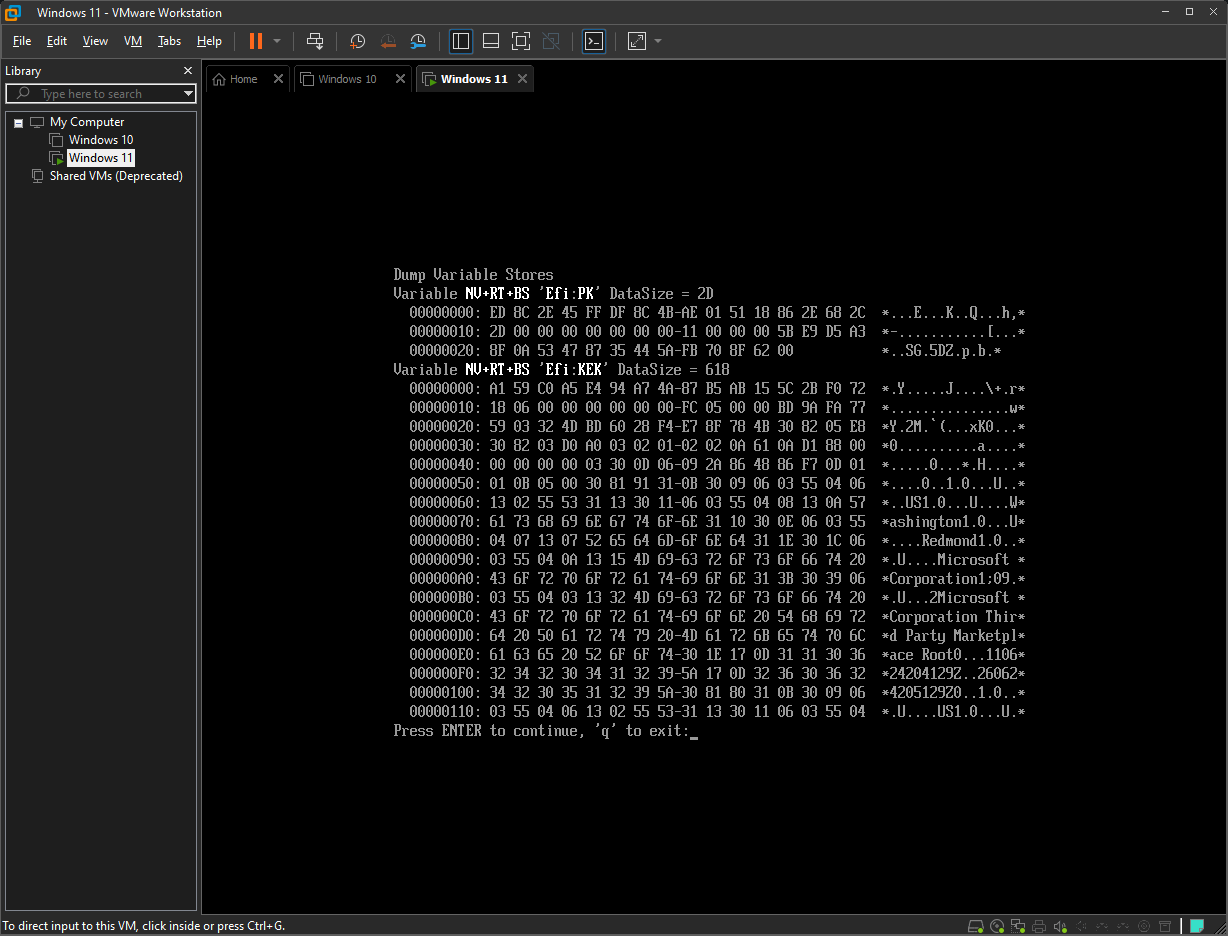 Windows 11 - VMware Workstation
File Edit View VM Tabs Help
Library
Type here to search
My Computer
Windows 10
Windows 11
Shared VMs (Deprecated)
Home Windows 10 Windows 11
Dump Variable Stores
Variable NV+RT+BS 'Efi:PK' DataSize = 2D
00000000: ED 8C 2E 45 FF DF 8C 4B-AE 01 51 18 86 2E 68 2C *...E...K..Q...h,*
00000010: 2D 00 00 00 00 00 00 00-11 00 00 00 5B E9 D5 A3 *-...........[...*
00000020: 8F 0A 53 47 87 35 44 5A-FB 70 8F 62 00 *..SG.5DZ.p.b.*
Variable NV+RT+BS 'Efi:KEK' DataSize = 618
00000000: A1 59 C0 A5 E4 94 A7 4A-87 B5 AB 15 5C 2B F0 72 *.Y.....J....\+.r*
00000010: 18 06 00 00 00 00 00 00-FC 05 00 00 BD 9A FA 77 *...............w*
00000020: 59 03 32 4D BD 60 28 F4-E7 8F 78 4B 30 82 05 E8 *Y.2M.`(...xK0...*
00000030: 30 82 03 D0 A0 03 02 01-02 02 0A 61 0A D1 88 00 *0..........a....*
00000040: 00 00 00 00 03 30 0D 06-09 2A 86 48 86 F7 0D 01 *.....0...*.H....*
00000050: 01 0B 05 00 30 81 91 31-0B 30 09 06 03 55 04 06 *....0..1.0...U..*
00000060: 13 02 55 53 31 13 30 11-06 03 55 04 08 13 0A 57 *..US1.0...U....W*
00000070: 61 73 68 69 6E 67 74 6F-6E 31 10 30 0E 06 03 55 *ashington1.0...U*
00000080: 04 07 13 07 52 65 64 6D-6F 6E 64 31 1E 30 1C 06 *....Redmond1.0..*
00000090: 03 55 04 0A 13 15 4D 69-63 72 6F 73 6F 66 74 20 *.U....Microsoft *
000000A0: 43 6F 72 70 6F 72 61 74-69 6F 6E 31 3B 30 39 06 *Corporation1;09.*
000000B0: 03 55 04 03 13 32 4D 69-63 72 6F 73 6F 66 74 20 *.U...2Microsoft *
000000C0: 43 6F 72 70 6F 72 61 74-69 6F 6E 20 54 68 69 72 *Corporation Thir*
000000D0: 64 20 50 61 72 74 79 20-4D 61 72 6B 65 74 70 6C *d Party Marketpl*
000000E0: 61 63 65 20 52 6F 6F 74-30 1E 17 0D 31 31 30 36 *ace Root0...1106*
000000F0: 32 34 32 30 34 31 32 39-5A 17 0D 32 36 30 36 32 *24204129Z..26062*
00000100: 34 32 30 35 31 32 39 5A-30 81 80 31 0B 30 09 06 *4205129Z0..1.0..*
00000110: 03 55 04 06 13 02 55 53-31 13 30 11 06 03 55 04 *.U....US1.0...U.*
Press ENTER to continue, 'q' to exit:_
To direct input to this VM, click inside or press Ctrl+G.